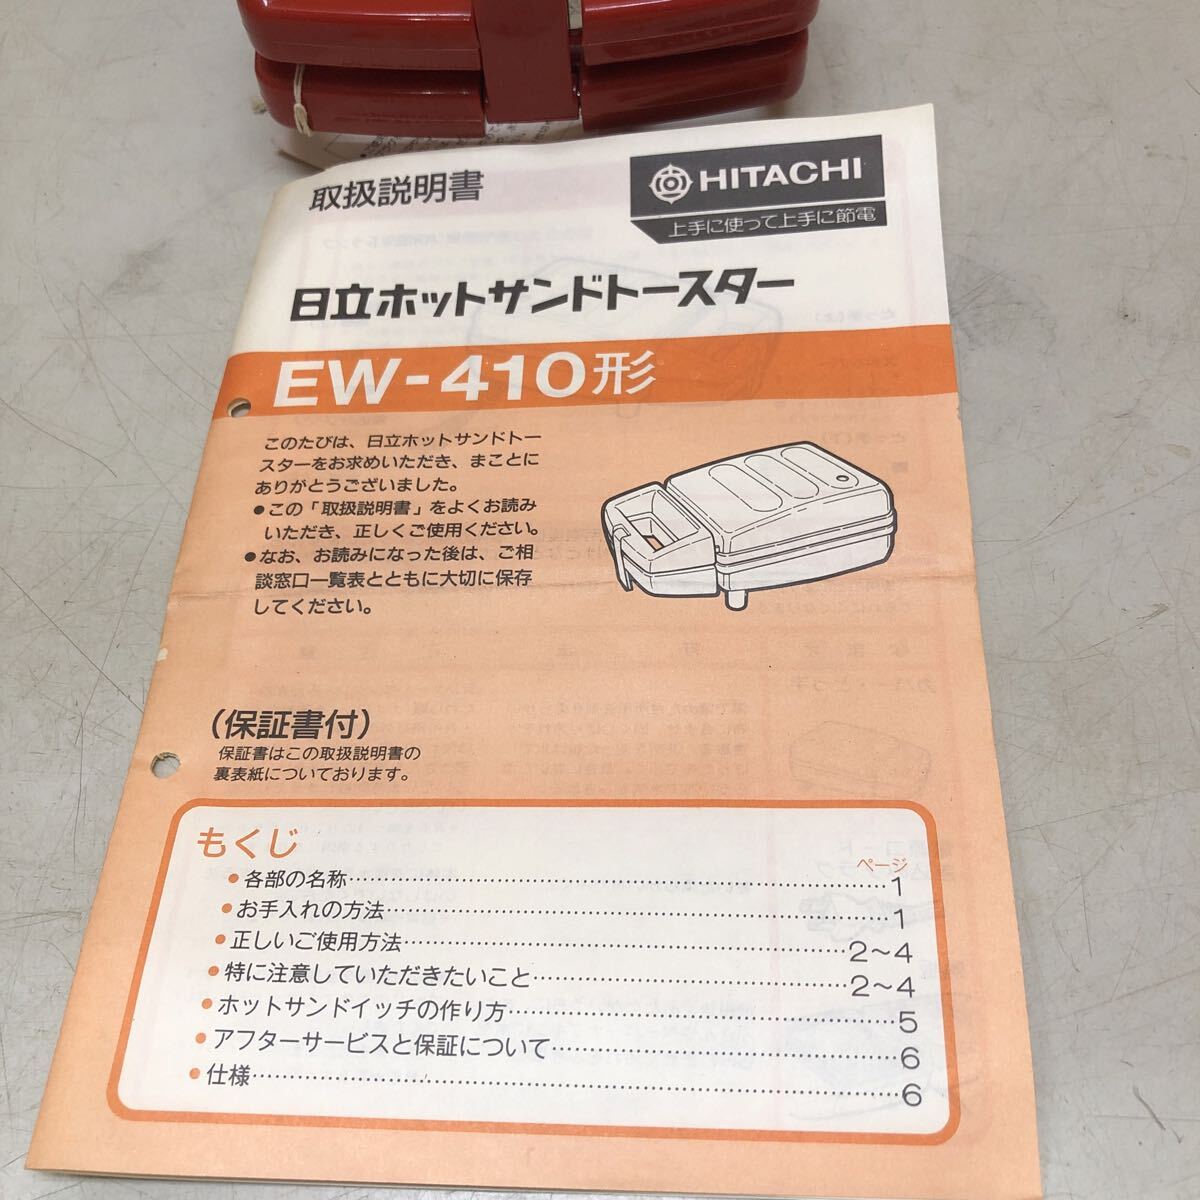 取扱説明書
HITACHI
上手に使って上手に節電
日立ホットサンドトースター
EW-410形
このたびは、日立ホットサンドトー
スターをお求めいただき、まことに
ありがとうございました。
●この「取扱説明書」をよくお読み
いただき、正しくご使用ください。
●なお、お読みになった後は、ご相
談窓口一覧表とともに大切に保存
してください。
(保証書付)
保証書はこの取扱説明書の
裏表紙についております。
もくじ
ページ
●各部の名称…………1
●お手入れの方法…………1
●正しいご使用方法…………2〜4
●特に注意していただきたいこと…………2〜4
●ホットサンドイッチの作り方…………5
●アフターサービスと保証について…………6
●仕様…………6